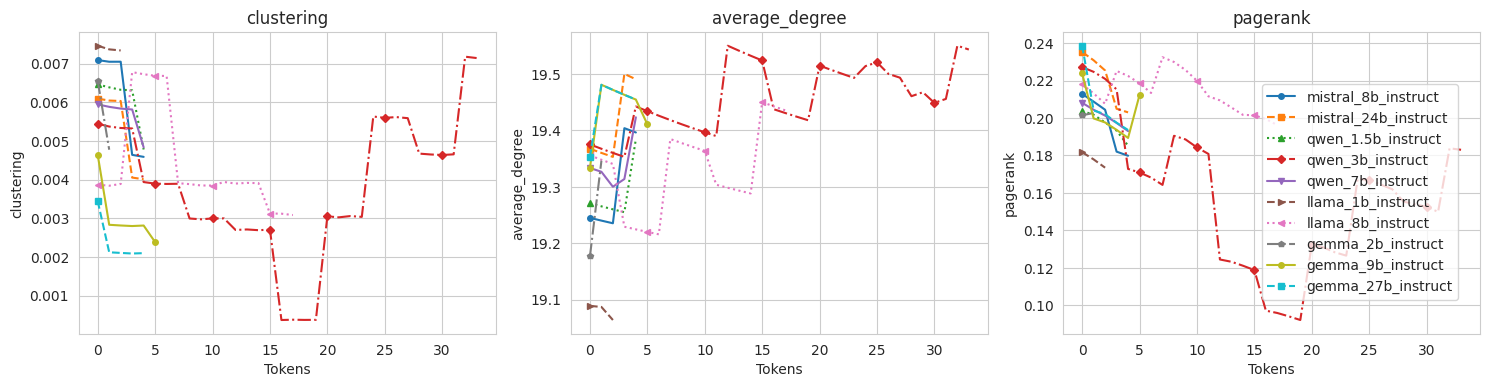 clustering
clustering
0.007
0.006
0.005
0.004
0.003
0.002
0.001
0 5 10 15 20 25 30
Tokens
average_degree
average_degree
19.5
19.4
19.3
19.2
19.1
0 5 10 15 20 25 30
Tokens
pagerank
pagerank
0.24
0.22
0.20
0.18
0.16
0.14
0.12
0.10
0 5 10 15 20 25 30
Tokens
mistral_8b_instruct
mistral_24b_instruct
qwen_1.5b_instruct
qwen_3b_instruct
qwen_7b_instruct
llama_1b_instruct
llama_8b_instruct
gemma_2b_instruct
gemma_9b_instruct
gemma_27b_instruct